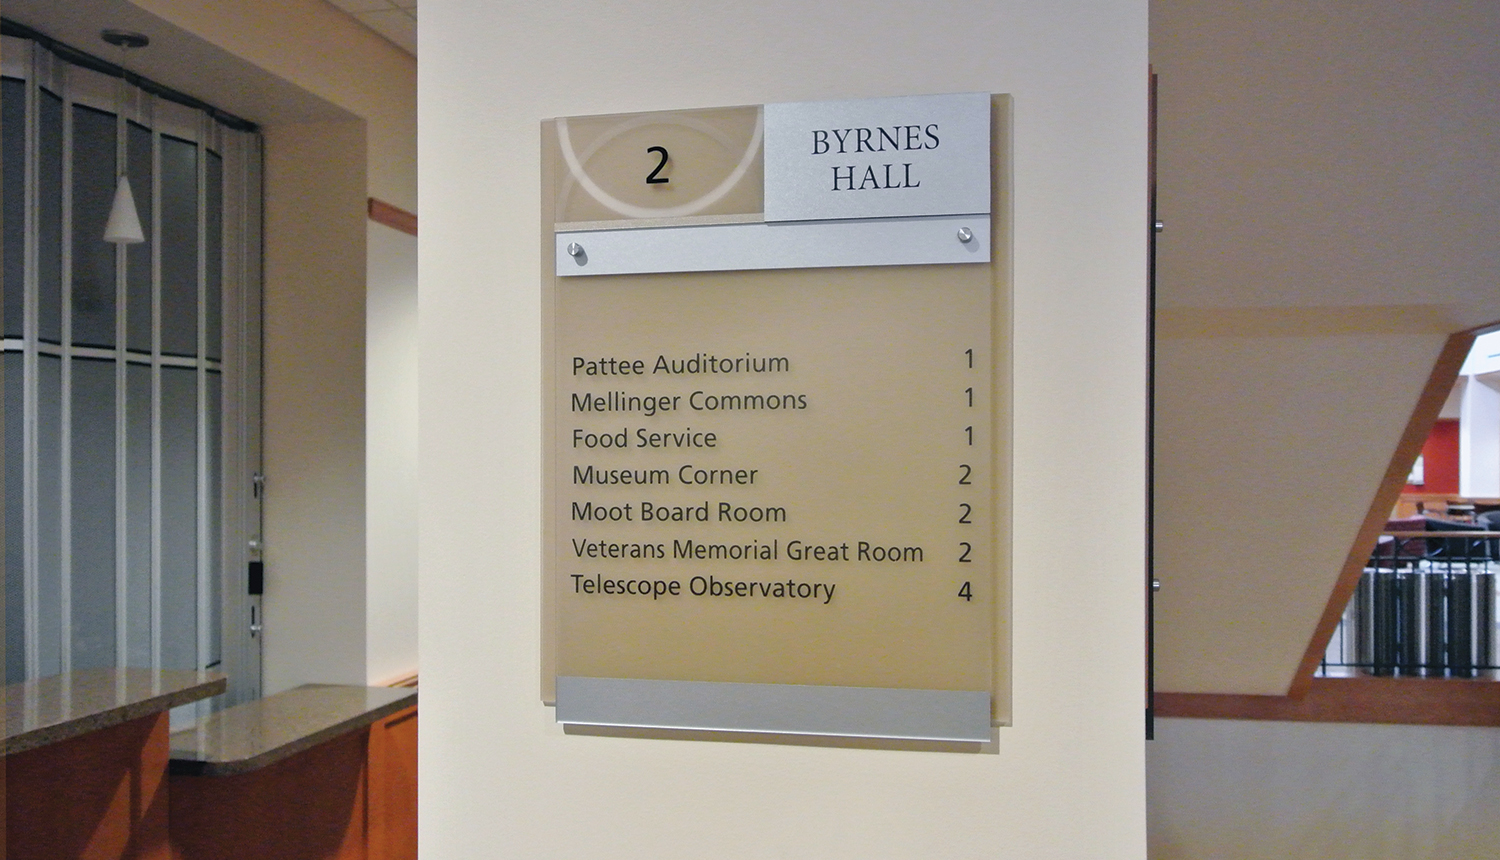 2
BYRNES
HALL
Pattee Auditorium 1
Mellinger Commons 1
Food Service 1
Museum Corner 2
Moot Board Room 2
Veterans Memorial Great Room 2
Telescope Observatory 4